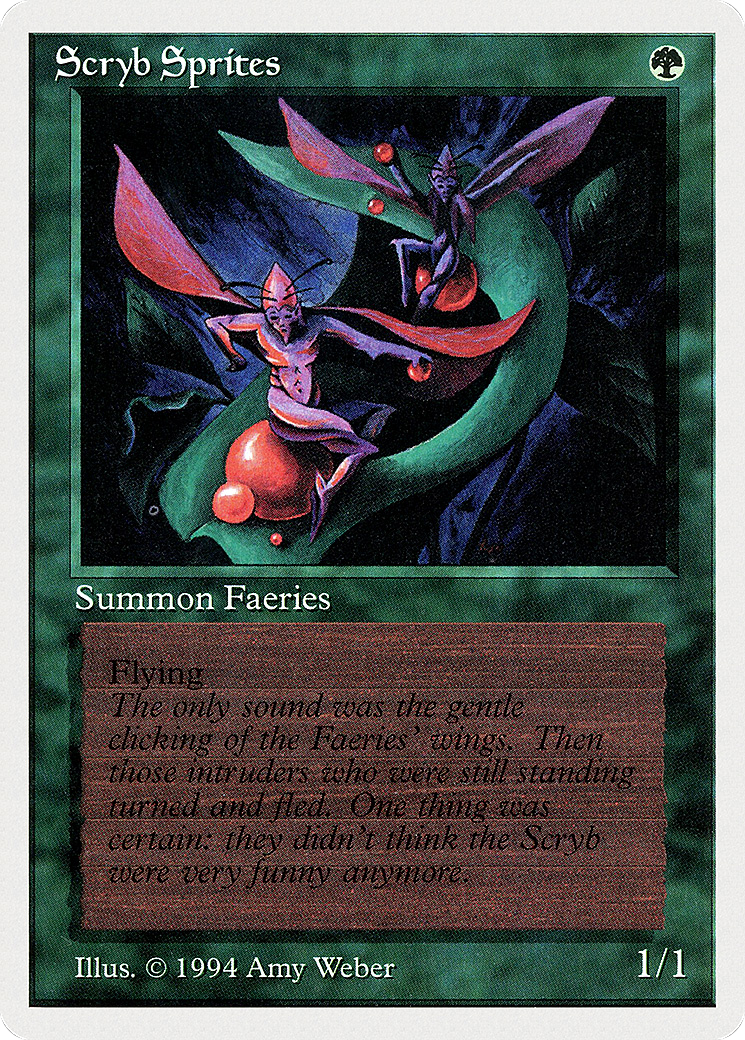 Scryb Sprites
Summon Faeries
Flying
The only sound was the gentle
clicking of the Faeries' wings. Then
those intruders who were still standing
turned and fled. One thing was
certain: they didn't think the Scryb
were very funny anymore.
Illus. © 1994 Amy Weber
1/1